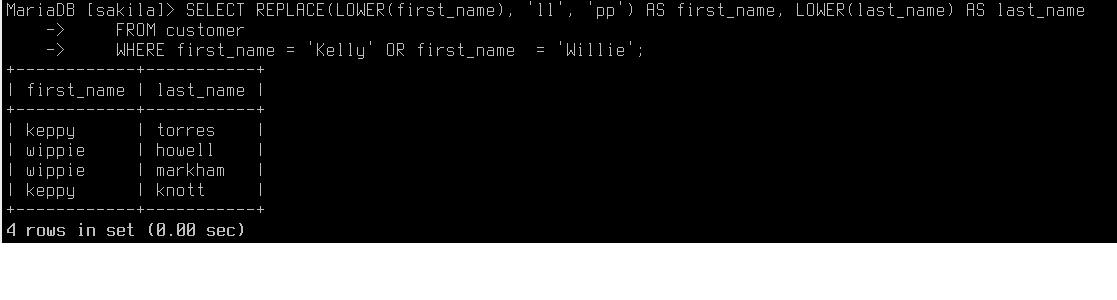 MariaDB [sakila]> SELECT REPLACE(LOWER(first_name), 'll', 'pp') AS first_name, LOWER(last_name) AS last_name
    ->     FROM customer
    ->     WHERE first_name = 'Kelly' OR first_name  = 'Willie';
+------------+-----------+
| first_name | last_name |
+------------+-----------+
| keppy      | torres    |
| wippie     | howell    |
| wippie     | markham   |
| keppy      | knott     |
+------------+-----------+
4 rows in set (0.00 sec)